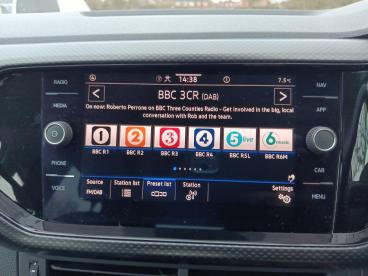 RADIO
MEDIA
PHONE
VOICE
14:38
7.5°C
BBC 3CR (DAB)
On now: Roberto Perrone on BBC Three Counties Radio - Get involved in the big, local
conversation with Rob and the team.
1 2 3 4 5 live 6 music
BBC R1 BBC R2 BBC R3 BBC R4 BBC R5L BBC R6M
Source Station list Preset list Station Settings
FM/DAB
NAV
APP
CAR
MENU